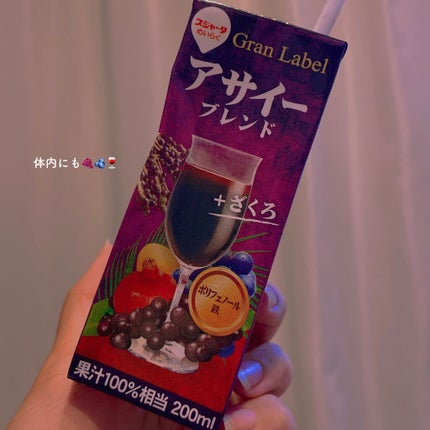 スジャータ
めいらく
Gran Label
アサイー
ブレンド
体内にも🍇🫐🍷
+ざくろ
ポリフェノール
鉄
果汁100%相当 200ml